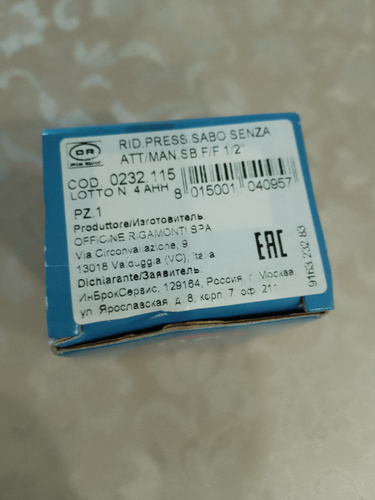 OR
RID.PRESS SABO SENZA
ATT/MAN.SB F/F 1/2"
COD. 0232.115
LOTTO N. 4 AHH
8 015001 040957
PZ.1
Produttore/Изготовитель
OFFICINE RIGAMONTI SPA
Via Circonvallazione, 9
13018 Valduggia (VC), Italia
Dichiarante/Заявитель
ИнБрокСервис, 129164, Россия, г. Москва
ул. Ярославская д. 8, корп. 7 оф. 211
EAC
9163 232 83